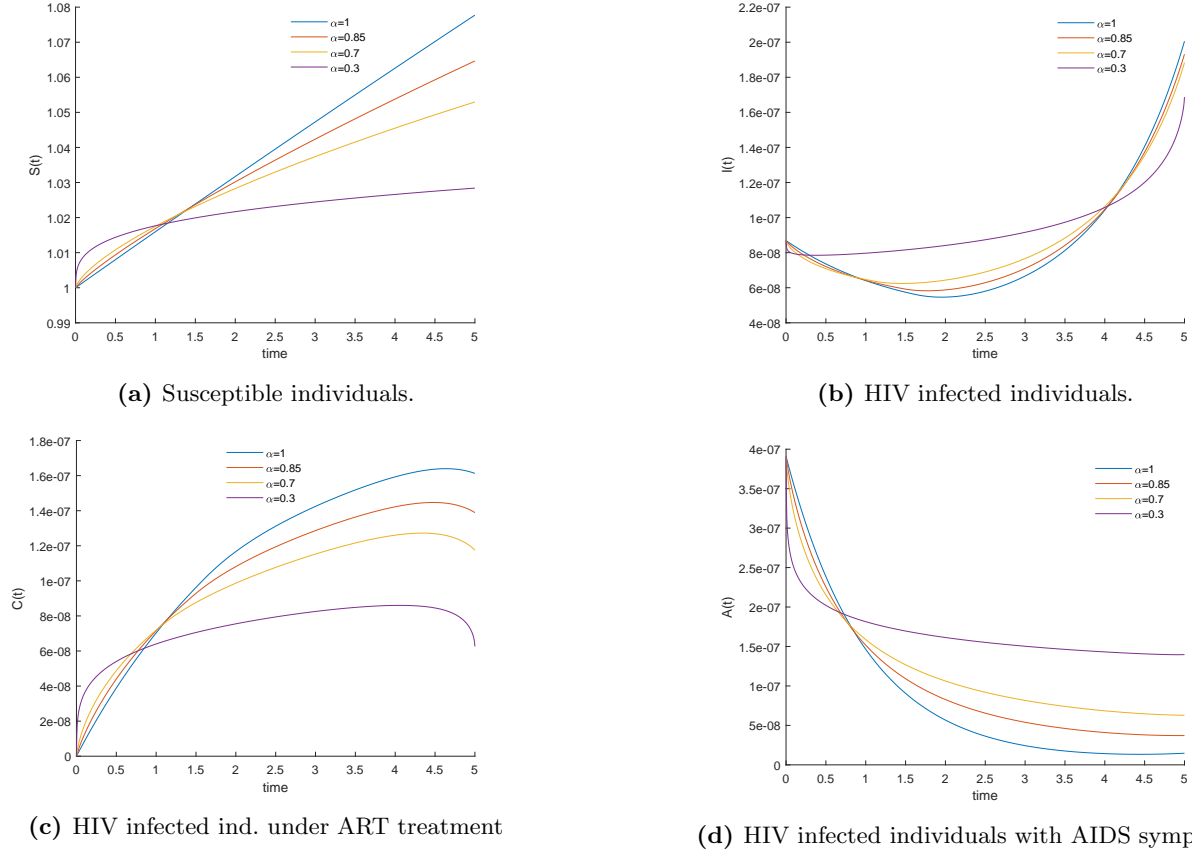 1.08
1.06
1.04
1.03
1.02
1.01
1
0.99
S(t)
α=1
α=0.85
α=0.7
α=0.3
0 0.5 1 1.5 2 2.5 3 3.5 4 4.5 5
time
(a) Susceptible individuals.
2.2e-07
2e-07
1.8e-07
1.6e-07
1.4e-07
1.2e-07
1e-07
8e-08
6e-08
4e-08
I(t)
α=1
α=0.85
α=0.7
α=0.3
0 0.5 1 1.5 2 2.5 3 3.5 4 4.5 5
time
(b) HIV infected individuals.
1.8e-07
1.6e-07
1.4e-07
1.2e-07
1e-07
8e-08
6e-08
4e-08
2e-08
0
C(t)
α=1
α=0.85
α=0.7
α=0.3
0 0.5 1 1.5 2 2.5 3 3.5 4 4.5 5
time
(c) HIV infected ind. under ART treatment
4e-07
3e-07
3e-07
2e-07
2e-07
1e-07
1e-07
5e-08
0
A(t)
α=1
α=0.85
α=0.7
α=0.3
0 0.5 1 1.5 2 2.5 3 3.5 4 4.5 5
time
(d) HIV infected individuals with AIDS symp